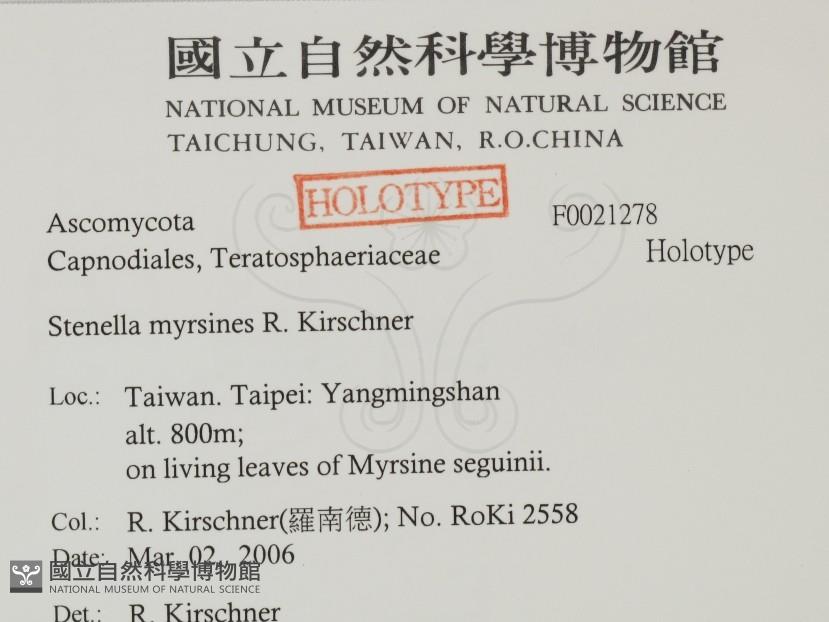 國立自然科學博物館
NATIONAL MUSEUM OF NATURAL SCIENCE
TAICHUNG, TAIWAN, R.O.CHINA
HOLOTYPE
Ascomycota F0021278
Capnodiales, Teratosphaeriaceae Holotype
Stenella myrsines R. Kirschner
Loc.: Taiwan. Taipei: Yangmingshan
alt. 800m;
on living leaves of Myrsine seguinii.
Col.: R. Kirschner(羅南德); No. RoKi 2558
Date: Mar. 02, 2006
國立自然科學博物館
NATIONAL MUSEUM OF NATURAL SCIENCE
Det.: R. Kirschner